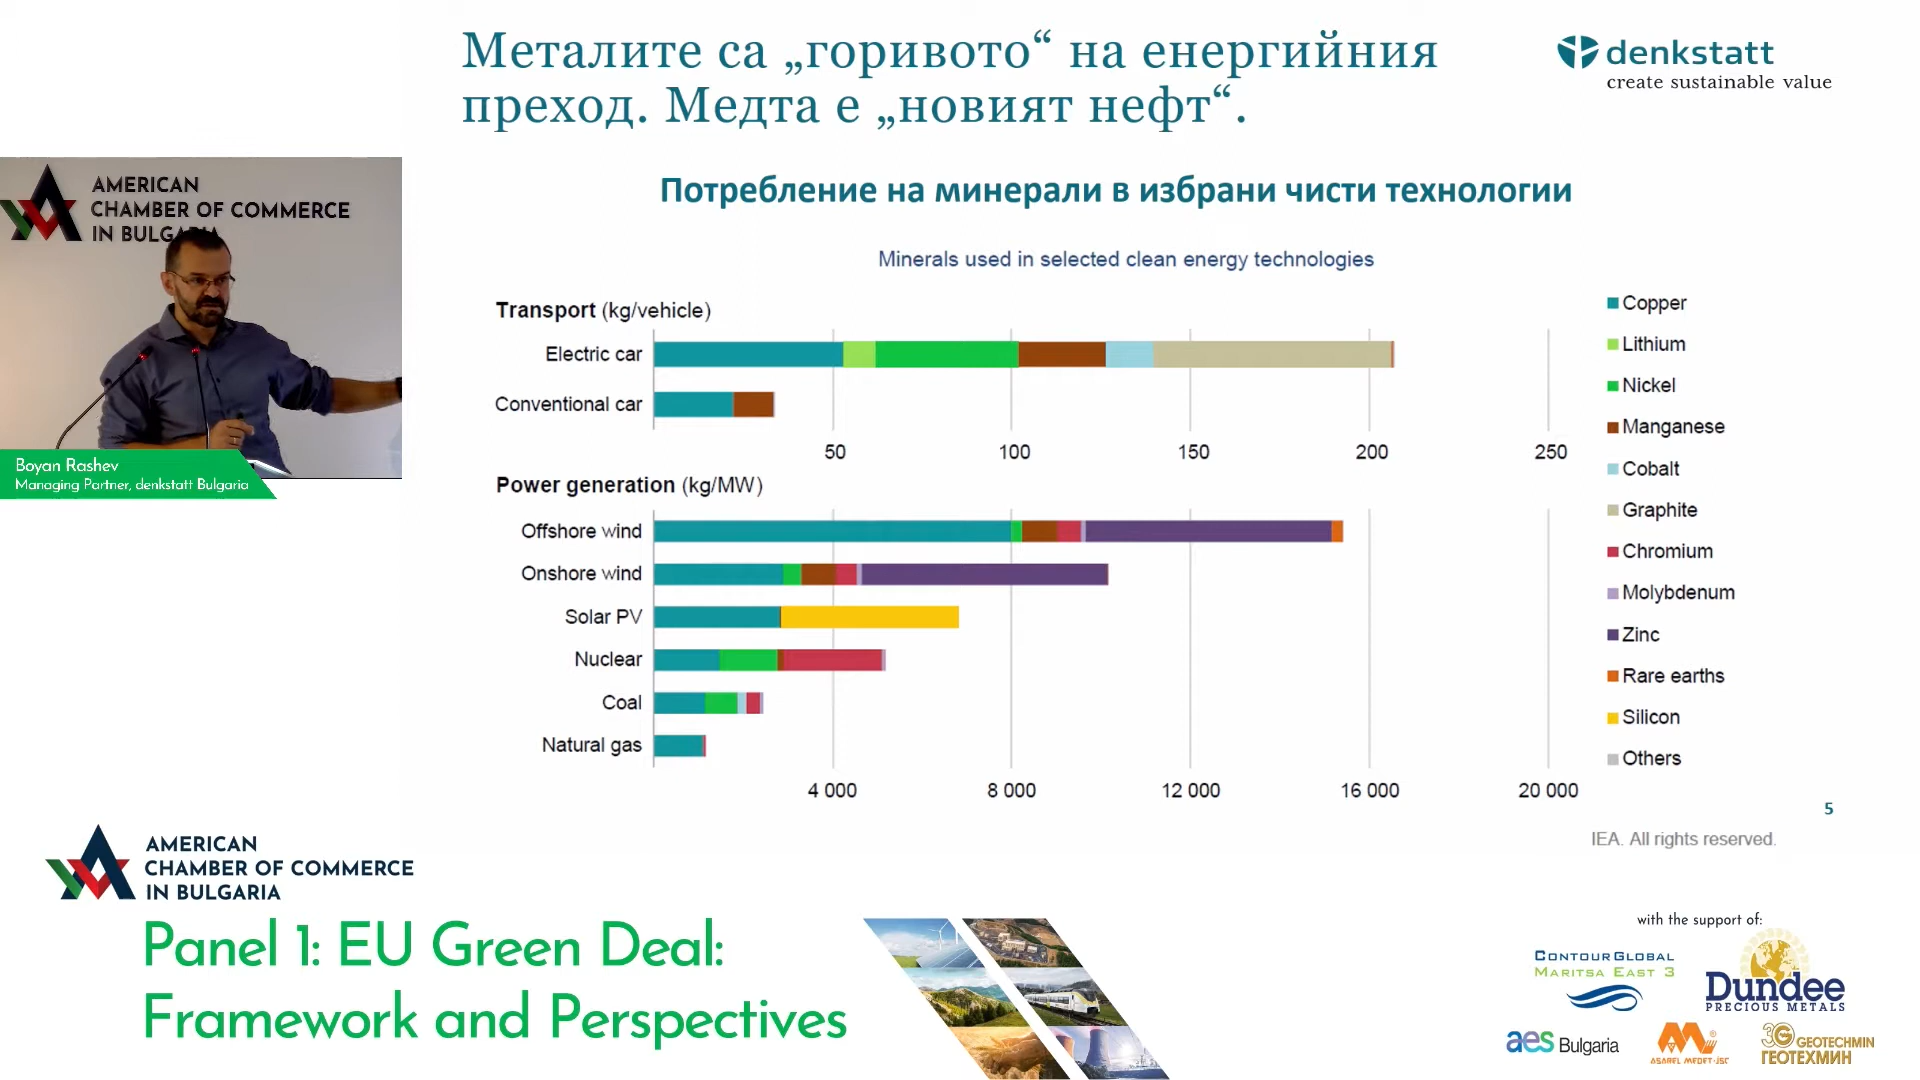 Металите са „горивото“ на енергийния
преход. Медта е „новият нефт“.
denkstatt
create sustainable value
AMERICAN
CHAMBER OF COMMERCE
IN BULGARIA
Boyan Rashev
Managing Partner, denkstatt Bulgaria
Потребление на минерали в избрани чисти технологии
Minerals used in selected clean energy technologies
Transport (kg/vehicle)
Electric car
Conventional car
50 100 150 200 250
Power generation (kg/MW)
Offshore wind
Onshore wind
Solar PV
Nuclear
Coal
Natural gas
4 000 8 000 12 000 16 000 20 000
Copper
Lithium
Nickel
Manganese
Cobalt
Graphite
Chromium
Molybdenum
Zinc
Rare earths
Silicon
Others
5
IEA. All rights reserved.
AMERICAN
CHAMBER OF COMMERCE
IN BULGARIA
Panel 1: EU Green Deal:
Framework and Perspectives
with the support of:
CONTOURGLOBAL
MARITSA EAST 3
Dundee
PRECIOUS METALS
aes Bulgaria
ASAREL MEDET-JSC
GEOTECHMIN
ГЕОТЕХМИН